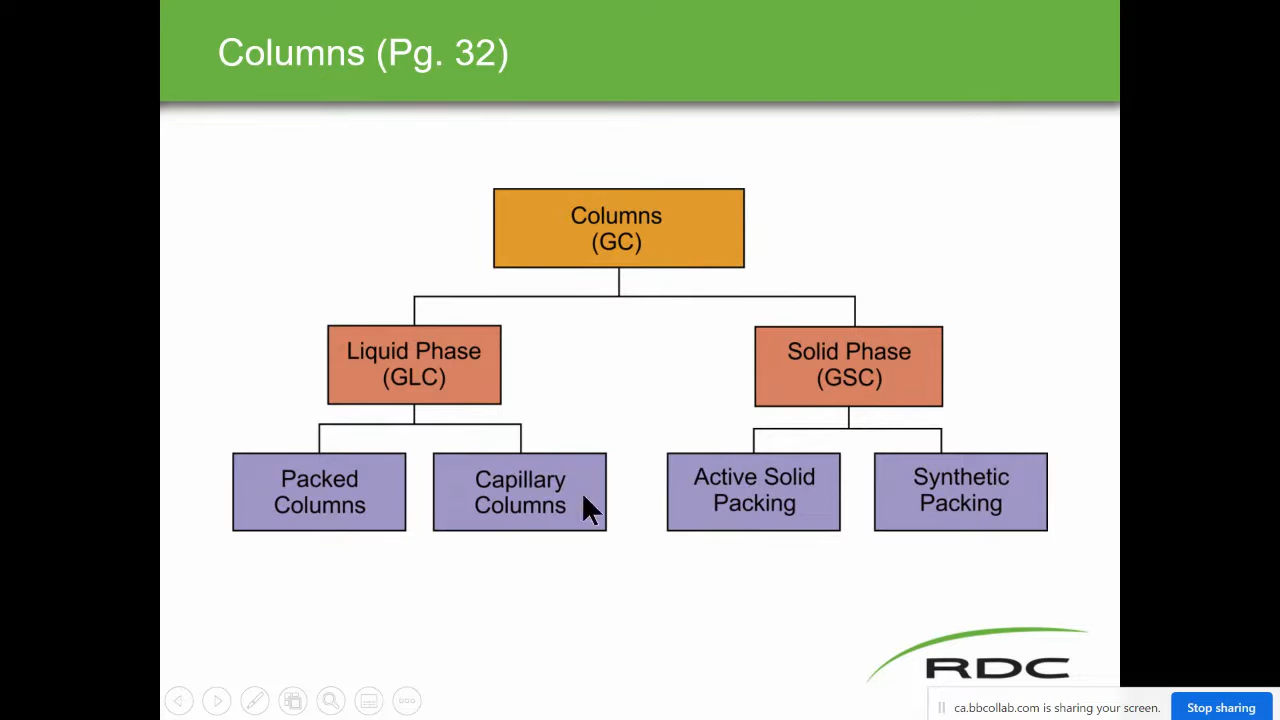 Columns (Pg. 32)
Columns
(GC)
Liquid Phase
(GLC)
Solid Phase
(GSC)
Packed
Columns
Capillary
Columns
Active Solid
Packing
Synthetic
Packing
RDC
ca.bbcollab.com is sharing your screen.
Stop sharing